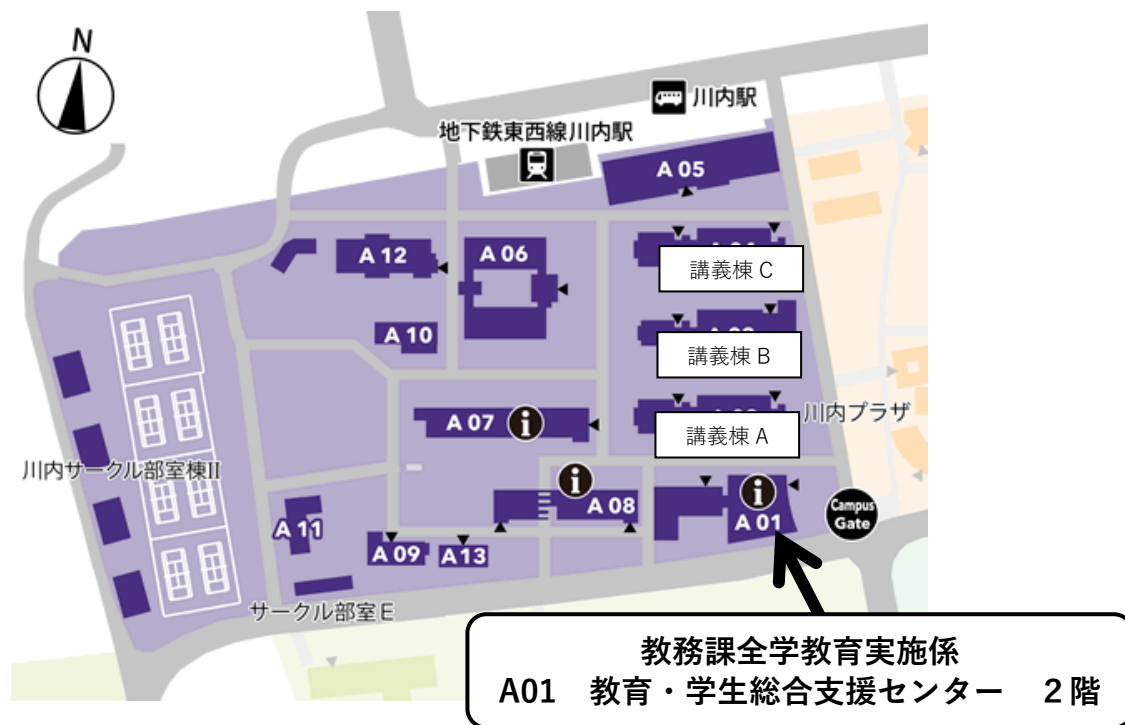 N
川内駅
地下鉄東西線川内駅
A 05
A 12
A 06
講義棟 C
A 10
講義棟 B
A 07
講義棟 A
川内プラザ
川内サークル部室棟II
A 08
A 01
Campus
Gate
A 11
A 09
A 13
サークル部室E
教務課全学教育実施係
A01 教育・学生総合支援センター 2階